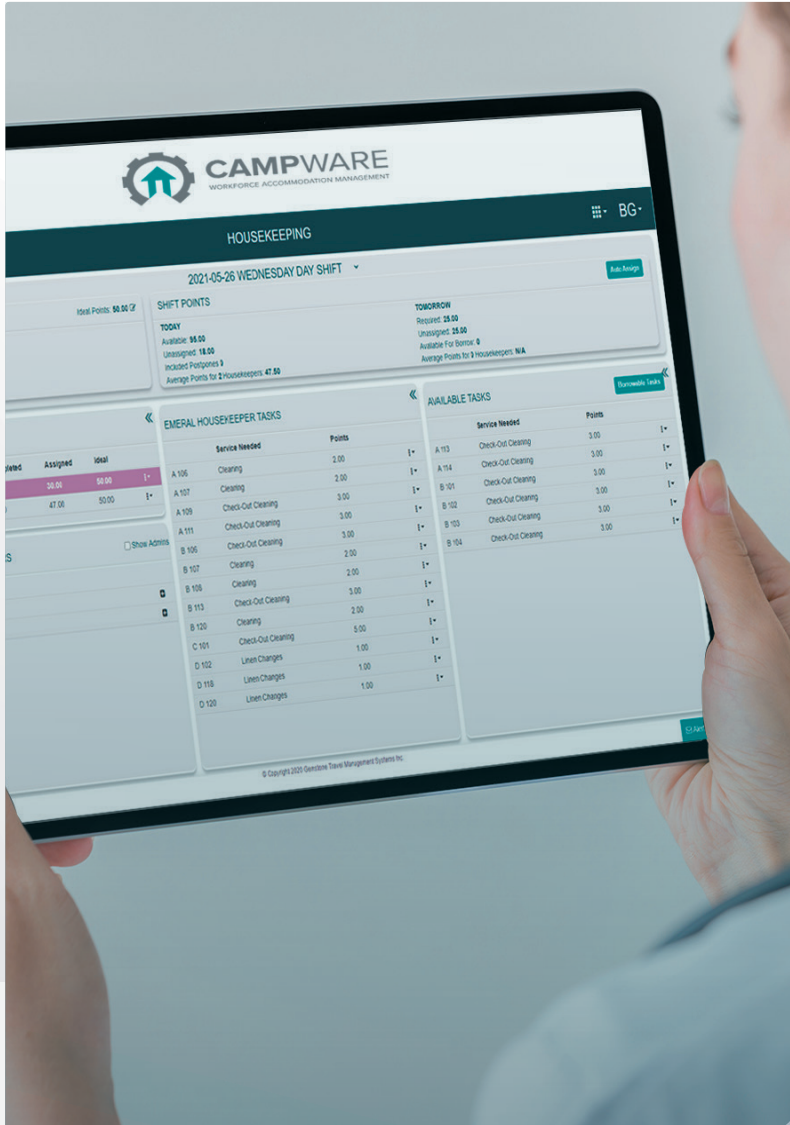 CAMPWARE
WORKFORCE ACCOMMODATION MANAGEMENT
HOUSEKEEPING
BG
2021-05-26 WEDNESDAY DAY SHIFT
Auto Assign
Ideal Points: 50.00
SHIFT POINTS
TODAY
Available: 95.00
Unassigned: 18.00
Included Postpones 0
Average Points for 2 Housekeepers: 47.50
TOMORROW
Required: 25.00
Unassigned: 25.00
Available For Borrow: 0
Average Points for 0 Housekeepers: N/A
Assigned Ideal
50.00
47.00 50.00
Show Admins
EMERAL HOUSEKEEPER TASKS
Service Needed Points
A 106 Cleaning 2.00
A 107 Cleaning 2.00
A 109 Check-Out Cleaning 3.00
A 111 Check-Out Cleaning 3.00
B 106 Check-Out Cleaning 3.00
B 107 Cleaning 2.00
B 108 Cleaning 2.00
B 113 Check-Out Cleaning 3.00
B 120 Cleaning 2.00
C 101 Check-Out Cleaning 5.00
D 102 Linen Changes 1.00
D 118 Linen Changes 1.00
D 120 Linen Changes 1.00
AVAILABLE TASKS
Borrowable Tasks
Service Needed Points
A 113 Check-Out Cleaning 3.00
A 114 Check-Out Cleaning 3.00
B 101 Check-Out Cleaning 3.00
B 102 Check-Out Cleaning 3.00
B 103 Check-Out Cleaning 3.00
B 104 Check-Out Cleaning 3.00
© Copyright 2020 Gemstone Travel Management Systems Inc.